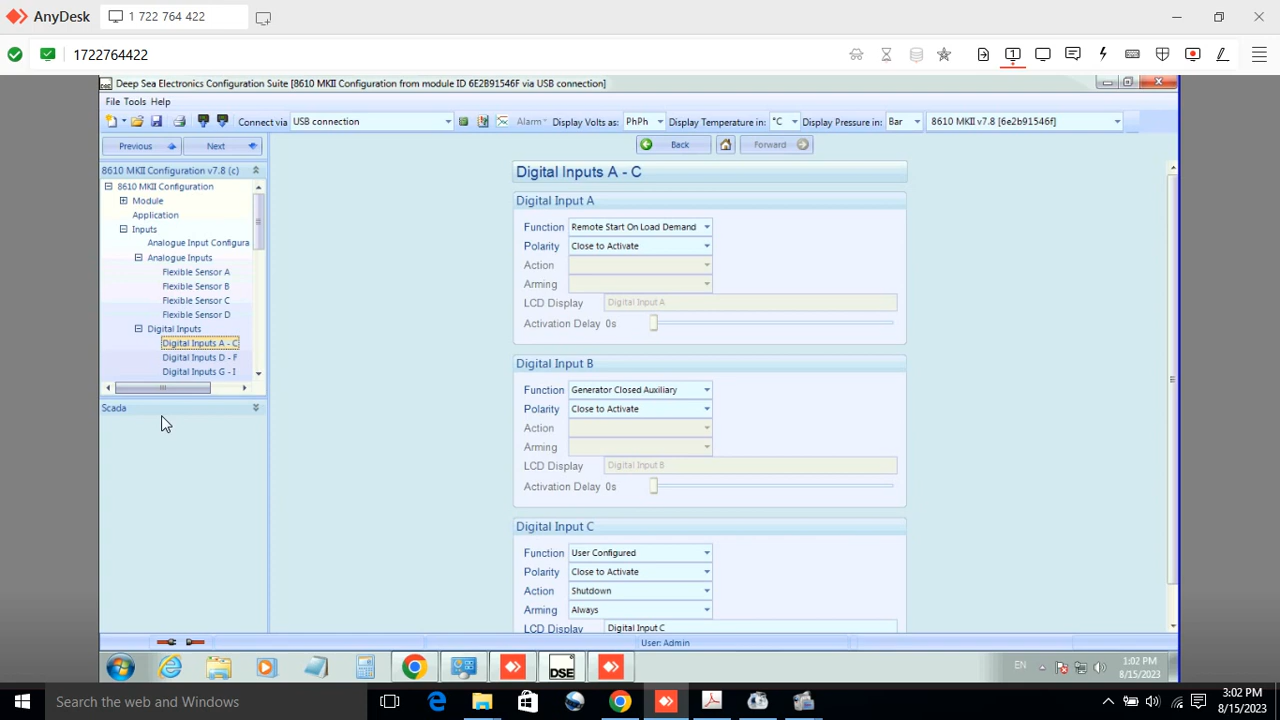 AnyDesk
1 722 764 422
1722764422
Deep Sea Electronics Configuration Suite [8610 MKII Configuration from module ID 6E2B91546F via USB connection]
File Tools Help
Connect via USB connection Alarm Display Volts as: PhPh Display Temperature in: °C Display Pressure in: Bar 8610 MKII v7.8 [6e2b91546f]
Previous Next
Back Forward
8610 MKII Configuration v7.8 (c)
8610 MKII Configuration
Module
Application
Inputs
Analogue Input Configura
Analogue Inputs
Flexible Sensor A
Flexible Sensor B
Flexible Sensor C
Flexible Sensor D
Digital Inputs
Digital Inputs A - C
Digital Inputs D - F
Digital Inputs G - I
Scada
Digital Inputs A - C
Digital Input A
Function Remote Start On Load Demand
Polarity Close to Activate
Action
Arming
LCD Display Digital Input A
Activation Delay 0s
Digital Input B
Function Generator Closed Auxiliary
Polarity Close to Activate
Action
Arming
LCD Display Digital Input B
Activation Delay 0s
Digital Input C
Function User Configured
Polarity Close to Activate
Action Shutdown
Arming Always
LCD Display Digital Input C
User: Admin
DSE
EN
1:02 PM
8/15/2023
Search the web and Windows
3:02 PM
8/15/2023